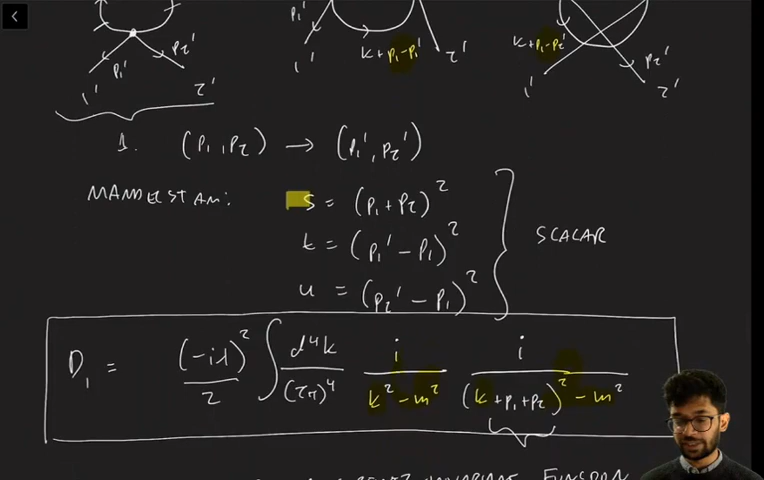 p₁'
k+p₁-p₁'
k+p₁-p₂'
p₁' p₂' 1' 2' p₂'
1' 2' 1' 2'
1. (p₁, p₂) → (p₁', p₂')
MANDELSTAM: s = (p₁+p₂)²
t = (p₁'-p₁)² SCALAR
u = (p₂'-p₁)²
D₁ = (-iλ)²/2 ∫ d⁴k/(2π)⁴ i/(k²-m²) i/((k+p₁+p₂)²-m²)